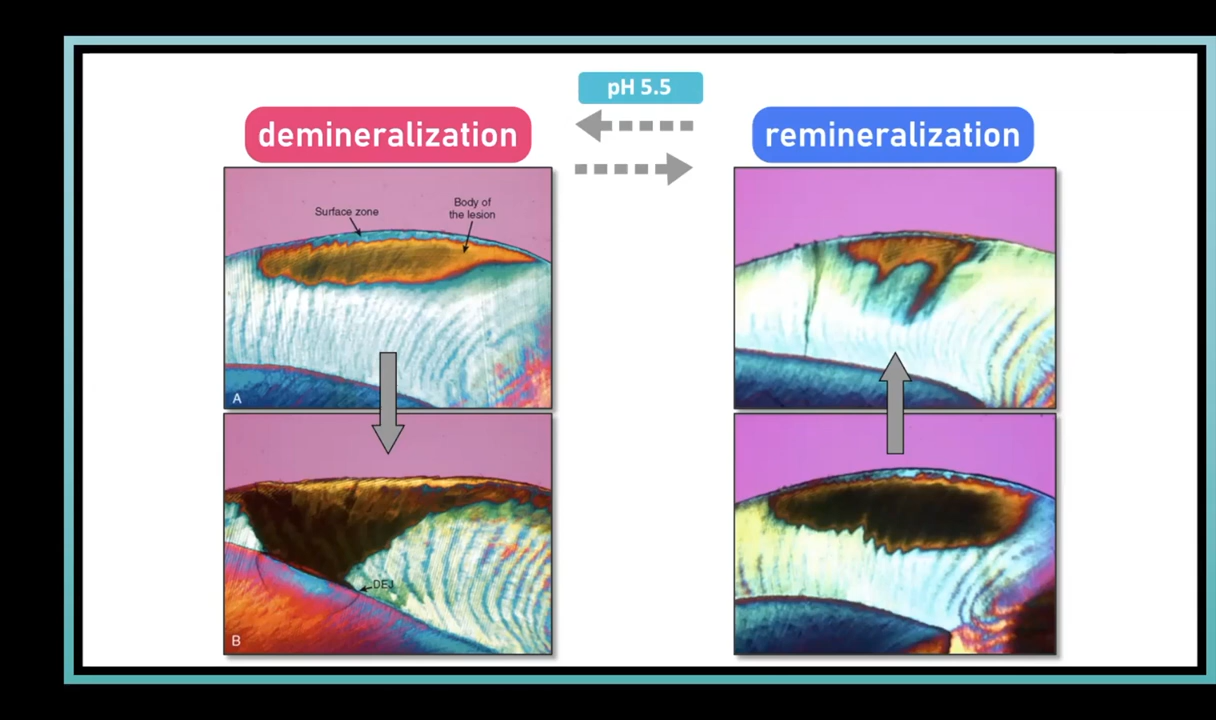 pH 5.5
demineralization
remineralization
Surface zone
Body of
the lesion
A
DEJ
B